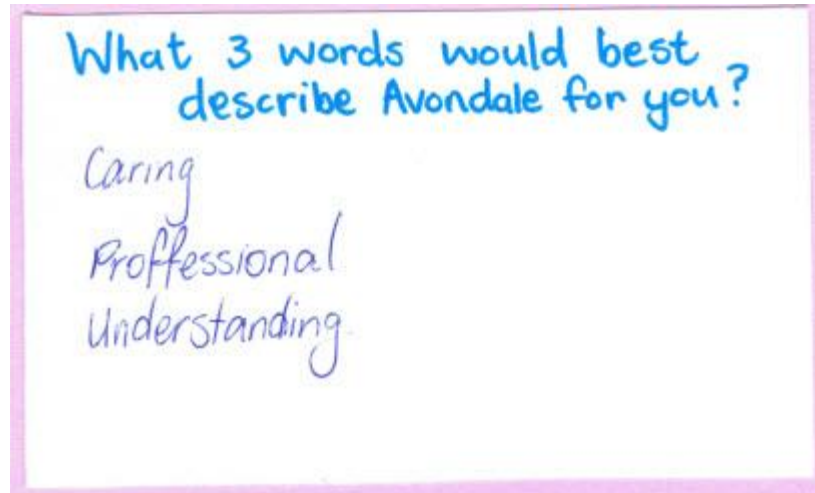 What 3 words would best
describe Avondale for you?
Caring
Proffessional
Understanding.